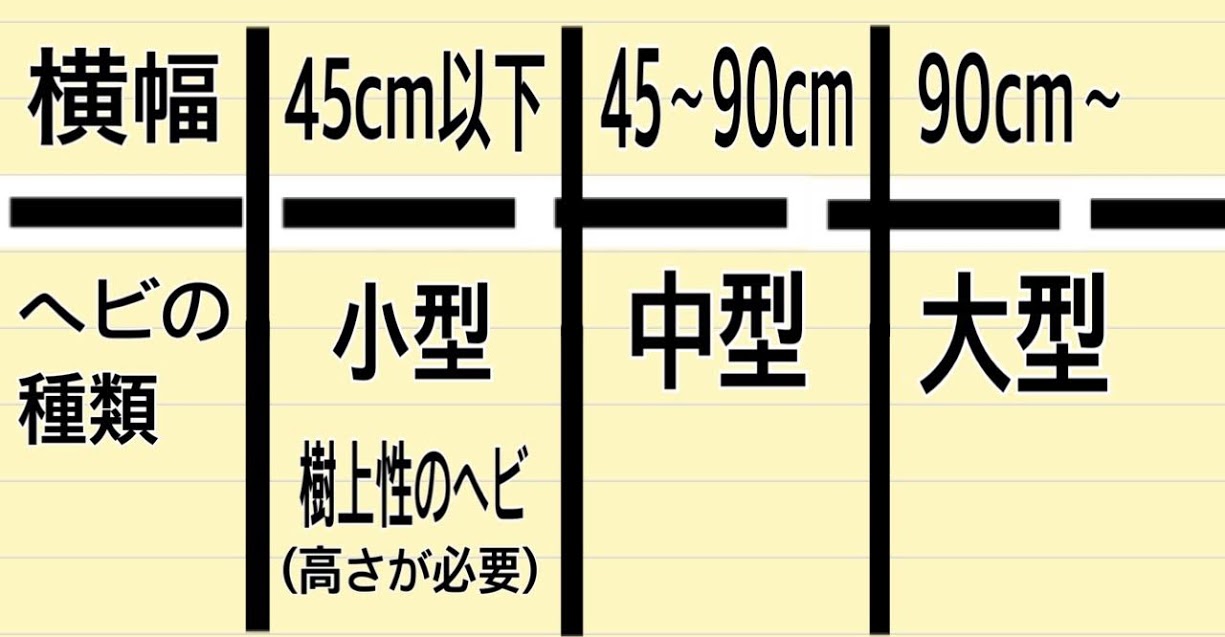 横幅 45cm以下 45~90cm 90cm~
ヘビの 小型 中型 大型
種類
樹上性のヘビ
(高さが必要)